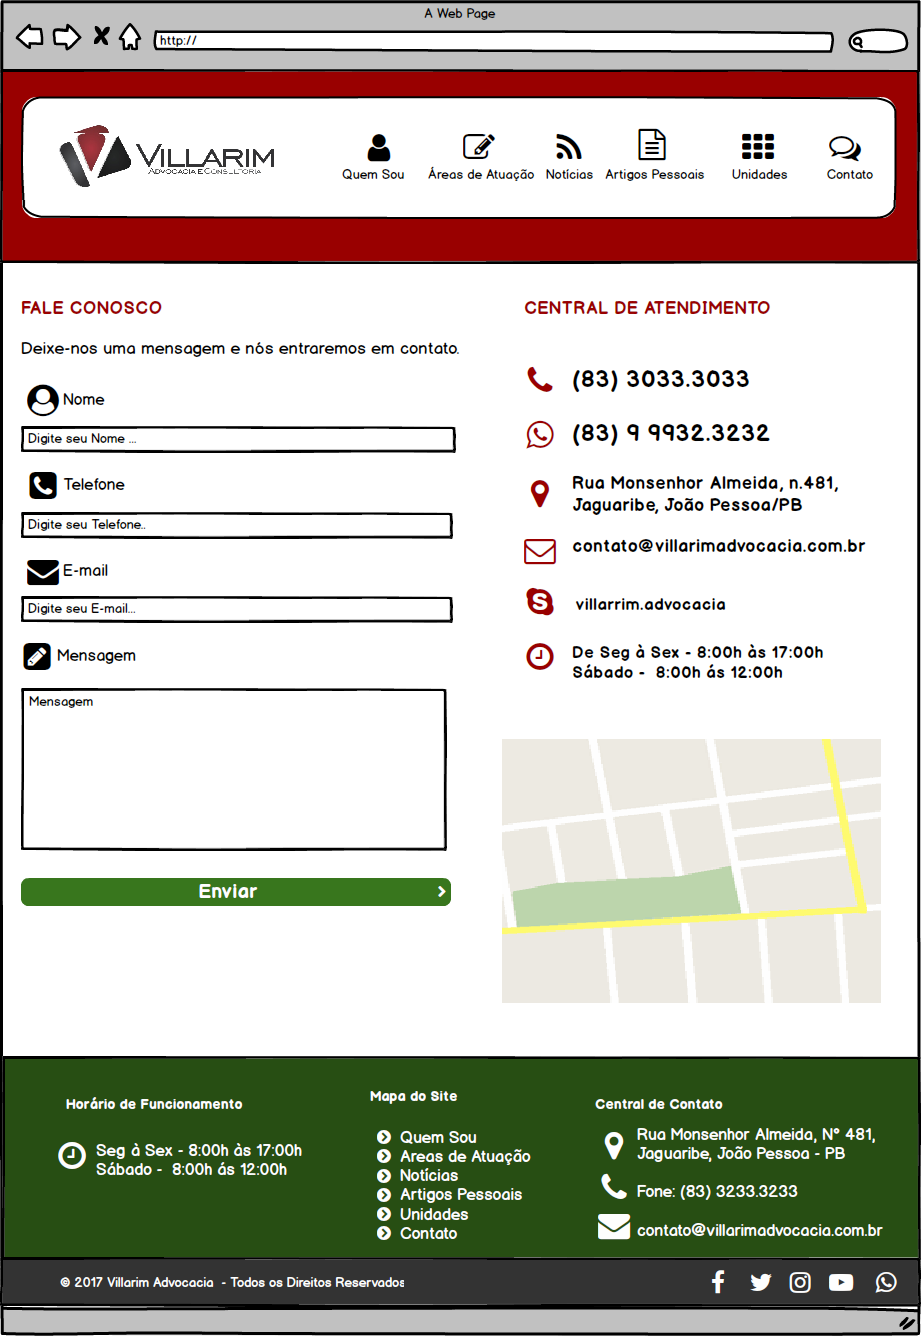 A Web Page
http://
VILLARIM
ADVOCACIA E CONSULTORIA
Quem Sou
Áreas de Atuação
Notícias
Artigos Pessoais
Unidades
Contato
FALE CONOSCO
Deixe-nos uma mensagem e nós entraremos em contato.
Nome
Digite seu Nome ...
Telefone
Digite seu Telefone..
E-mail
Digite seu E-mail...
Mensagem
Mensagem
Enviar
CENTRAL DE ATENDIMENTO
(83) 3033.3033
(83) 9 9932.3232
Rua Monsenhor Almeida, n.481,
Jaguaribe, João Pessoa/PB
contato@villarimadvocacia.com.br
villarrim.advocacia
De Seg à Sex - 8:00h às 17:00h
Sábado -  8:00h ás 12:00h
Horário de Funcionamento
Seg à Sex - 8:00h às 17:00h
Sábado -  8:00h ás 12:00h
Mapa do Site
Quem Sou
Areas de Atuação
Notícias
Artigos Pessoais
Unidades
Contato
Central de Contato
Rua Monsenhor Almeida, Nº 481,
Jaguaribe, João Pessoa - PB
Fone: (83) 3233.3233
contato@villarimadvocacia.com.br
© 2017 Villarim Advocacia  - Todos os Direitos Reservados